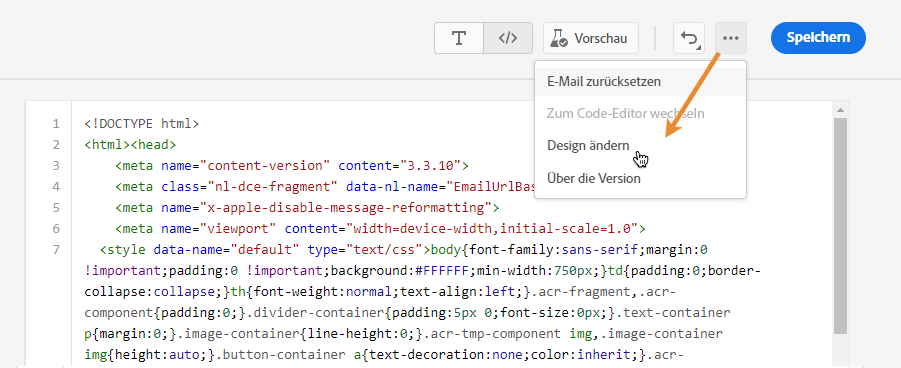 T </> Vorschau ... Speichern
E-Mail zurücksetzen
Zum Code-Editor wechseln
Design ändern
Über die Version
1 <!DOCTYPE html>
2 <html><head>
3 <meta name="content-version" content="3.3.10">
4 <meta class="nl-dce-fragment" data-nl-name="EmailUrlBas
5 <meta name="x-apple-disable-message-reformatting">
6 <meta name="viewport" content="width=device-width,initial-scale=1.0">
7 <style data-name="default" type="text/css">body{font-family:sans-serif;margin:0
!important;padding:0 !important;background:#FFFFFF;min-width:750px;}td{padding:0;border-
collapse:collapse;}th{font-weight:normal;text-align:left;}.acr-fragment,.acr-
component{padding:0;}.divider-container{padding:5px 0;font-size:0px;}.text-container
p{margin:0;}.image-container{line-height:0;}.acr-tmp-component img,.image-container
img{height:auto;}.button-container a{text-decoration:none;color:inherit;}.acr-